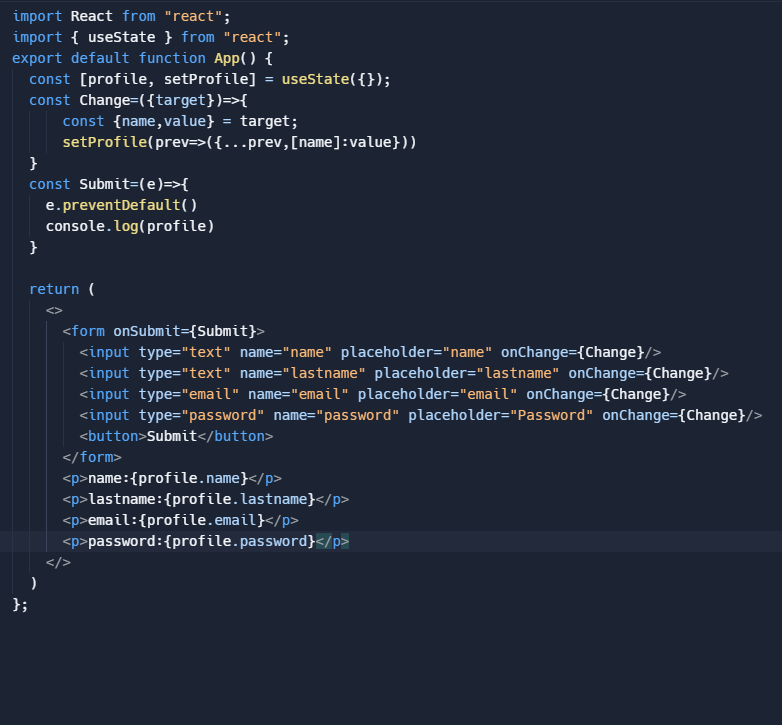 import React from "react";
import { useState } from "react";
export default function App() {
  const [profile, setProfile] = useState({});
  const Change=({target})=>{
      const {name,value} = target;
      setProfile(prev=>({...prev,[name]:value}))
  }
  const Submit=(e)=>{
    e.preventDefault()
    console.log(profile)
  }

  return (
    <>
      <form onSubmit={Submit}>
        <input type="text" name="name" placeholder="name" onChange={Change}/>
        <input type="text" name="lastname" placeholder="lastname" onChange={Change}/>
        <input type="email" name="email" placeholder="email" onChange={Change}/>
        <input type="password" name="password" placeholder="Password" onChange={Change}/>
        <button>Submit</button>
      </form>
      <p>name:{profile.name}</p>
      <p>lastname:{profile.lastname}</p>
      <p>email:{profile.email}</p>
      <p>password:{profile.password}</p>
    </>
  )
};